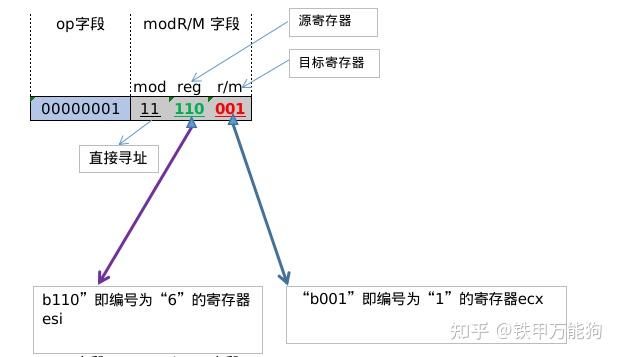 op字段 modR/M 字段
源寄存器
目标寄存器
mod reg r/m
00000001 11 110 001
直接寻址
b110”即编号为“6”的寄存器
esi
“b001”即编号为“1”的寄存器ecx
知乎 @铁甲万能狗